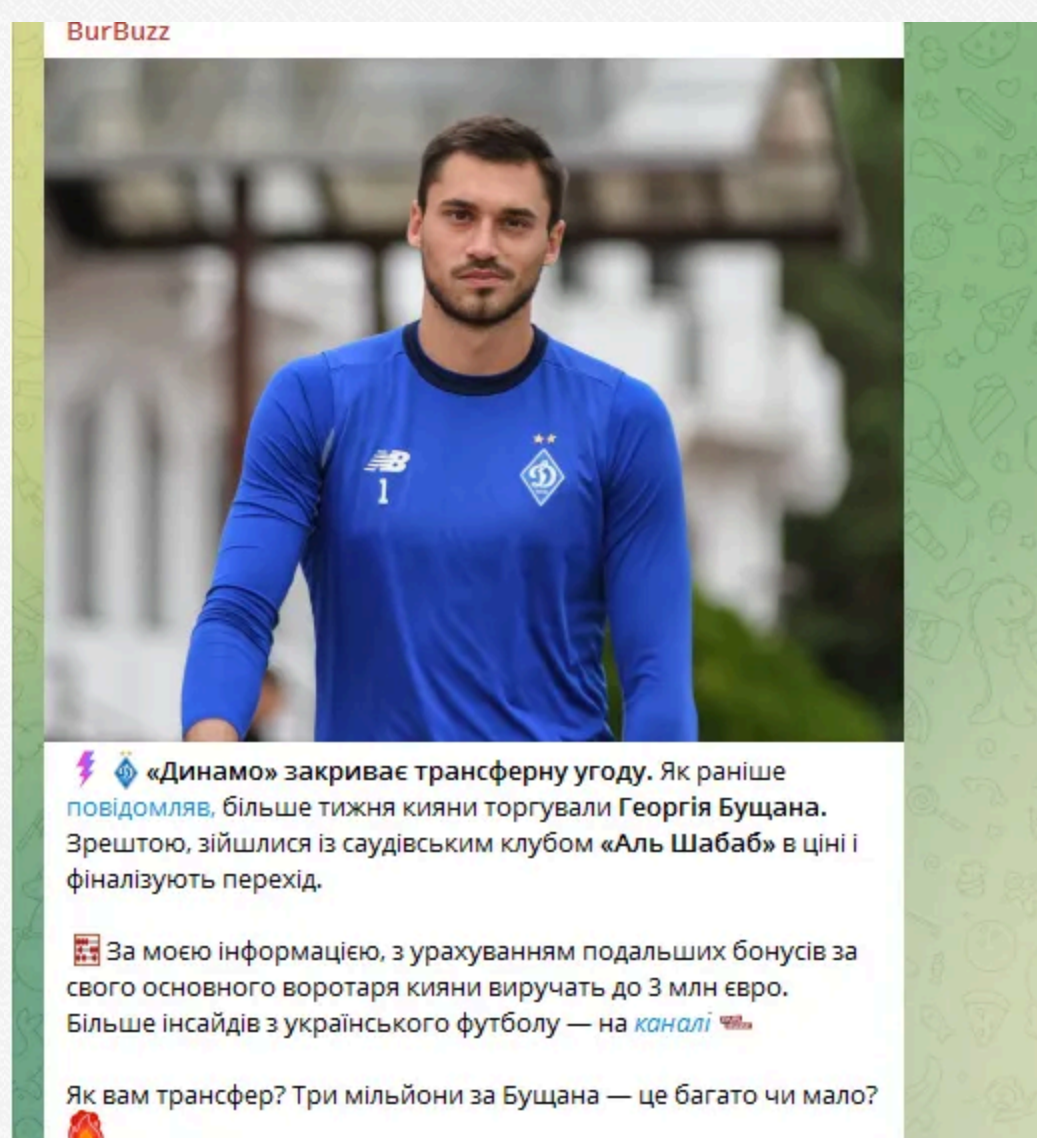 BurBuzz
NB
1
«Динамо» закриває трансферну угоду. Як раніше
повідомляв, більше тижня кияни торгували Георгія Бущана.
Зрештою, зійшлися із саудівським клубом «Аль Шабаб» в ціні і
фіналізують перехід.
За моєю інформацією, з урахуванням подальших бонусів за
свого основного воротаря кияни виручать до 3 млн євро.
Більше інсайдів з українського футболу — на каналі
Як вам трансфер? Три мільйони за Бущана — це багато чи мало?